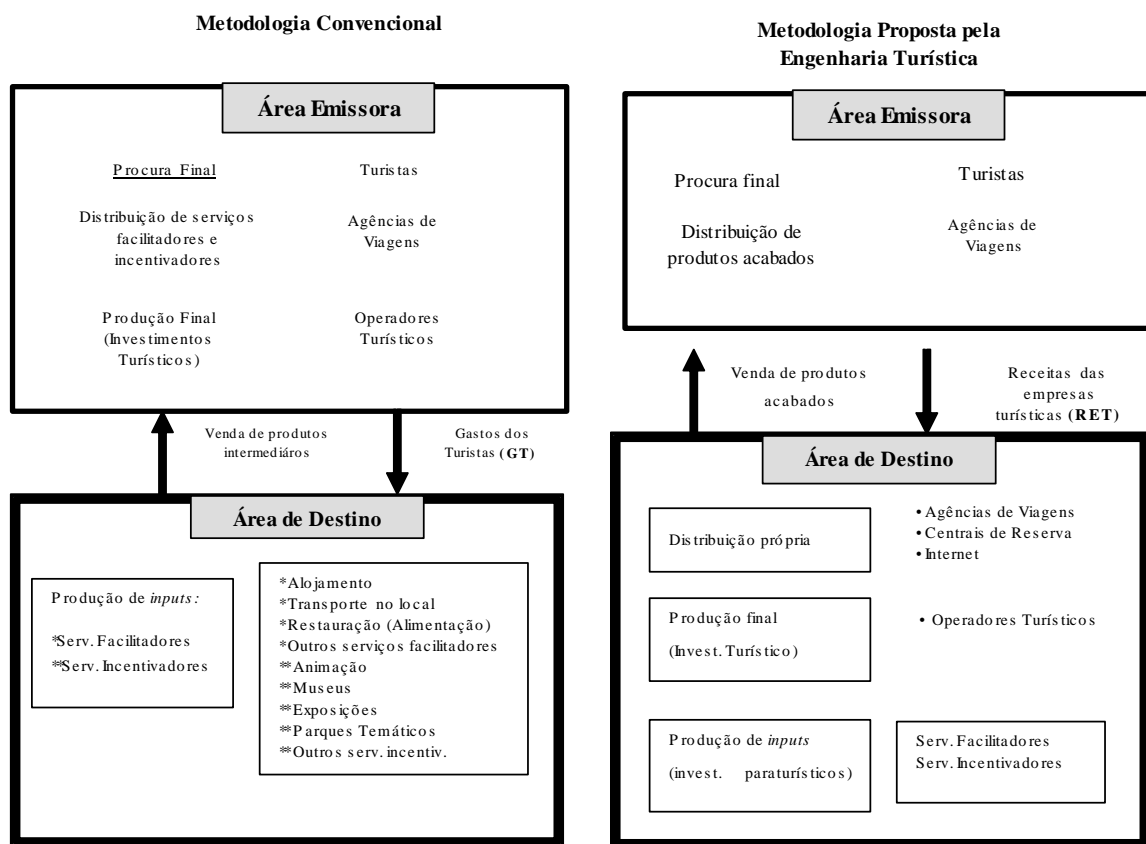 Metodologia Convencional
Área Emissora
Procura Final
Turistas
Distribuição de serviços
facilitadores e
incentivadores
Agências de
Viagens
Produção Final
(Investimentos
Turísticos)
Operadores
Turísticos
Venda de produtos
intermediáros
Gastos dos
Turistas (GT)
Área de Destino
Produção de inputs:
*Serv. Facilitadores
**Serv. Incentivadores
*Alojamento
*Transporte no local
*Restauração (Alimentação)
*Outros serviços facilitadores
**Animação
**Museus
**Exposições
**Parques Temáticos
**Outros serv. incentiv.
Metodologia Proposta pela
Engenharia Turística
Área Emissora
Procura final
Turistas
Distribuição de
produtos acabados
Agências de
Viagens
Venda de produtos
acabados
Receitas das
empresas
turísticas (RET)
Área de Destino
Distribuição própria
• Agências de Viagens
• Centrais de Reserva
• Internet
Produção final
(Invest. Turístico)
• Operadores Turísticos
Produção de inputs
(invest. paraturísticos)
Serv. Facilitadores
Serv. Incentivadores